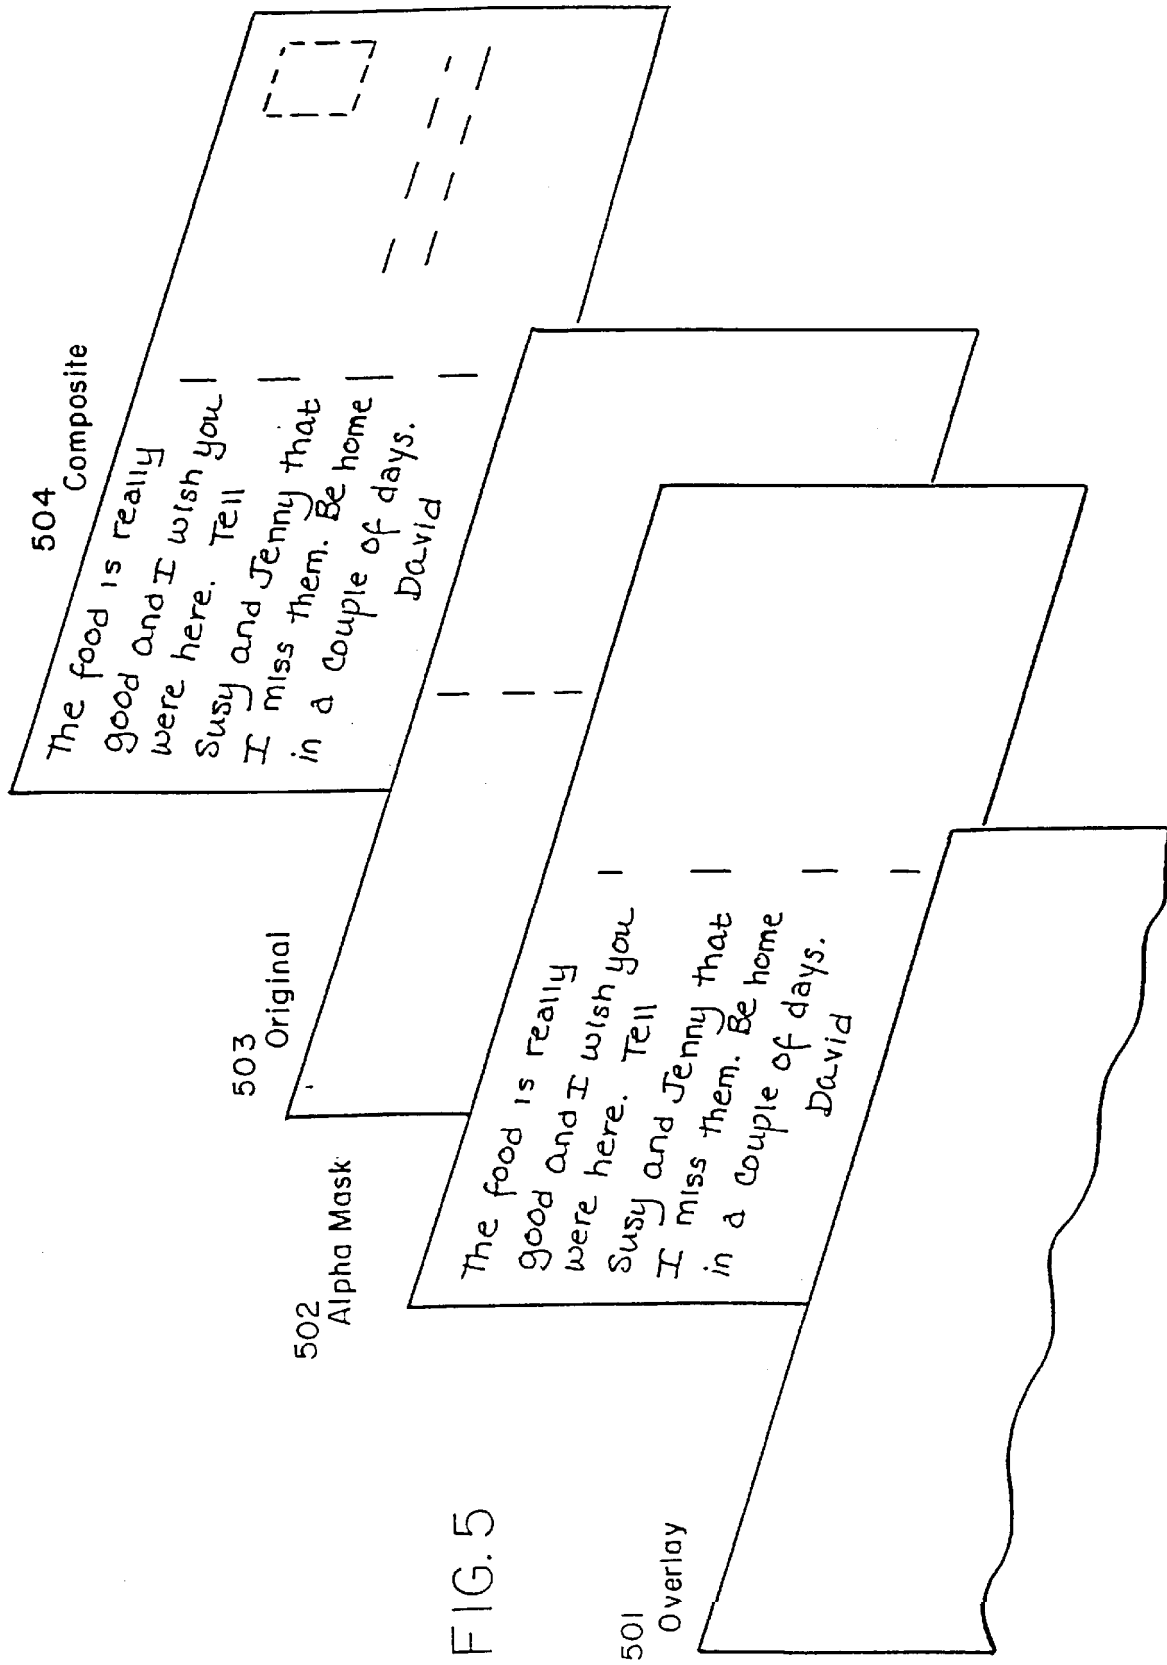 504
Composite
The food is really
good and I wish you
were here. Tell
Susy and Jenny that
I miss them. Be home
in a couple of days.
David
503
Original
502
Alpha Mask
The food is really
good and I wish you
were here. Tell
Susy and Jenny that
I miss them. Be home
in a couple of days.
David
FIG. 5
501
Overlay